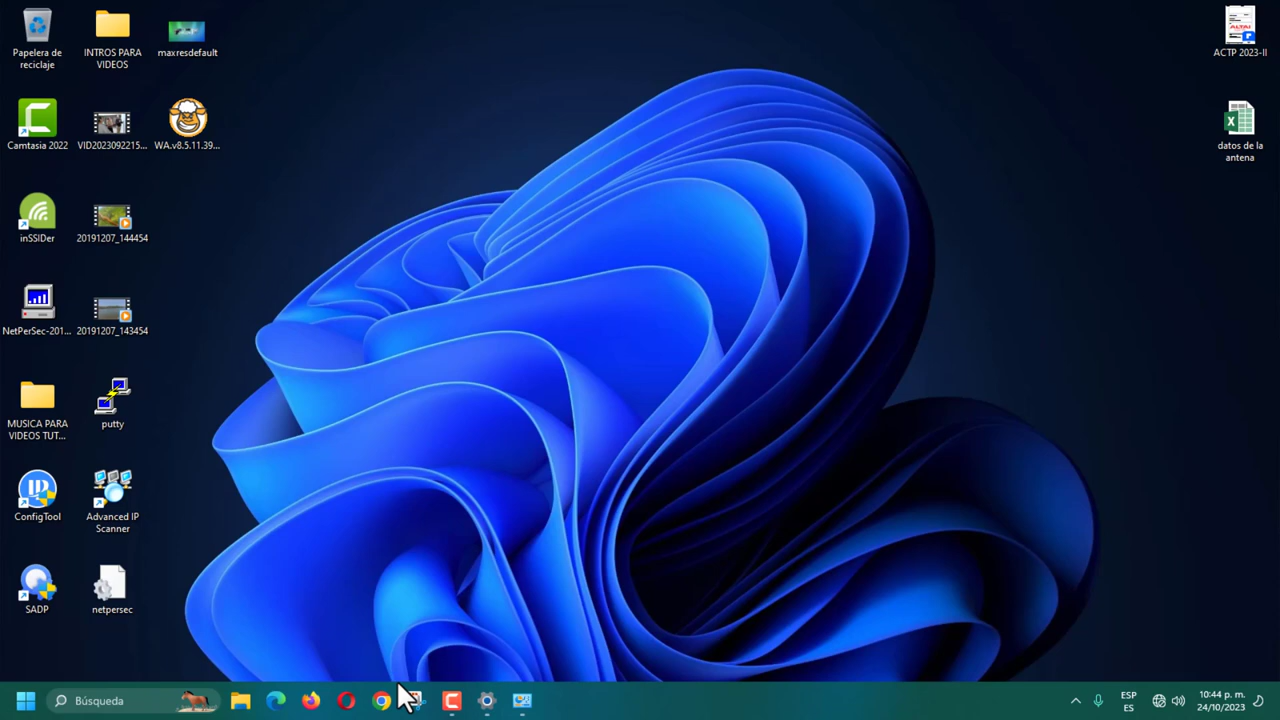 Papelera de
reciclaje
INTROS PARA
VIDEOS
maxresdefault
Camtasia 2022
VID2023092215...
WA.v8.5.11.39...
inSSIDer
20191207_144454
NetPerSec-201...
20191207_143454
MUSICA PARA
VIDEOS TUT...
putty
ConfigTool
Advanced IP
Scanner
SADP
netpersec
ACTP 2023-II
datos de la
antena
Búsqueda
ESP
ES
10:44 p. m.
24/10/2023